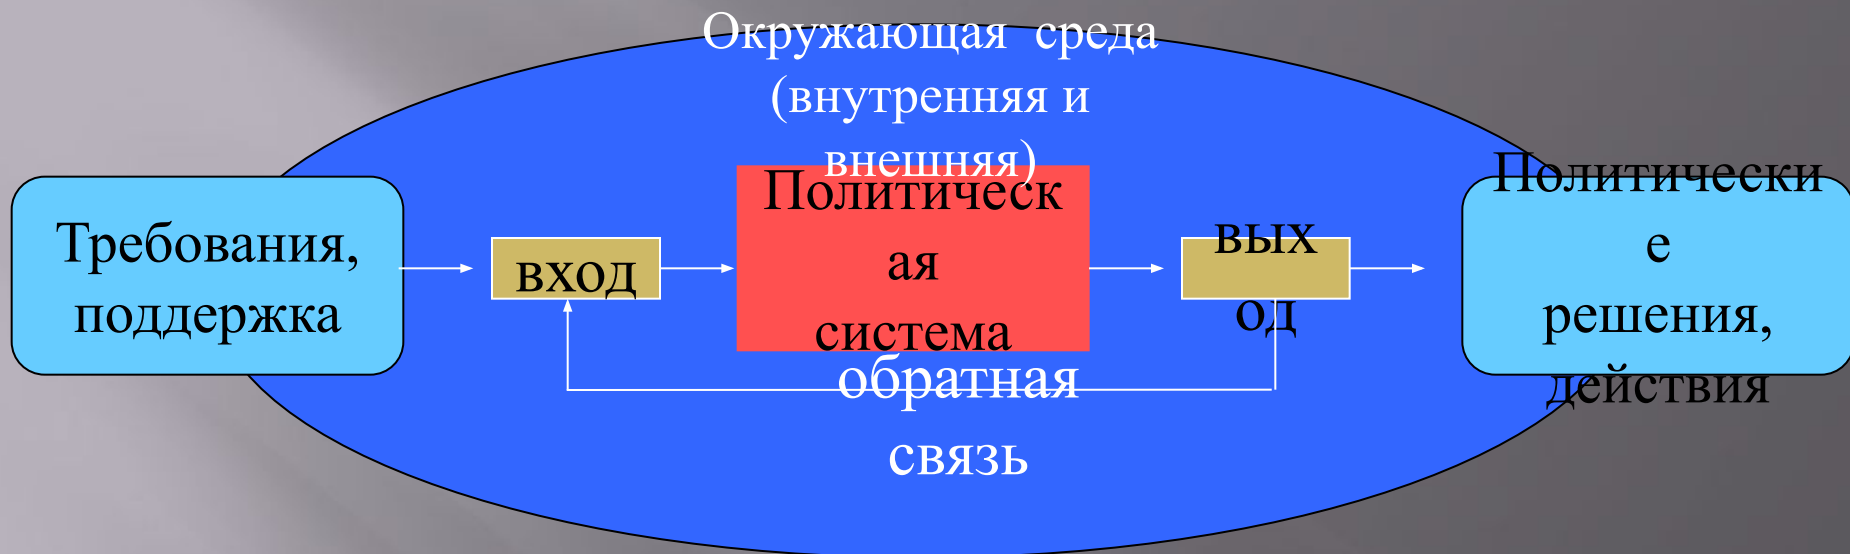 Окружающая среда
(внутренняя и
внешняя)
Требования,
поддержка
вход
Политическ
ая
система
вых
од
Политически
е
решения,
действия
обратная
связь